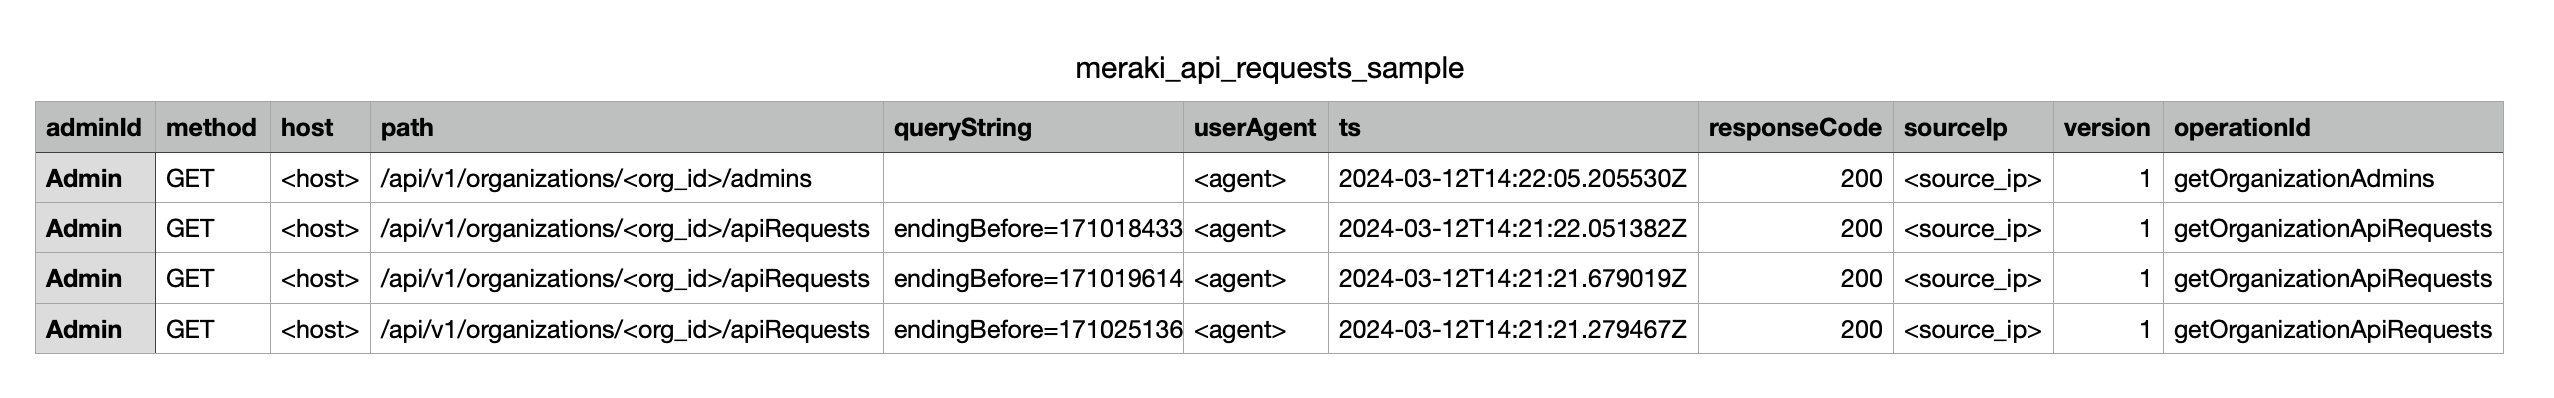 meraki_api_requests_sample
adminId method host path queryString userAgent ts responseCode sourceIp version operationId
Admin GET <host> /api/v1/organizations/<org_id>/admins <agent> 2024-03-12T14:22:05.205530Z 200 <source_ip> 1 getOrganizationAdmins
Admin GET <host> /api/v1/organizations/<org_id>/apiRequests endingBefore=171018433 <agent> 2024-03-12T14:21:22.051382Z 200 <source_ip> 1 getOrganizationApiRequests
Admin GET <host> /api/v1/organizations/<org_id>/apiRequests endingBefore=171019614 <agent> 2024-03-12T14:21:21.679019Z 200 <source_ip> 1 getOrganizationApiRequests
Admin GET <host> /api/v1/organizations/<org_id>/apiRequests endingBefore=171025136 <agent> 2024-03-12T14:21:21.279467Z 200 <source_ip> 1 getOrganizationApiRequests